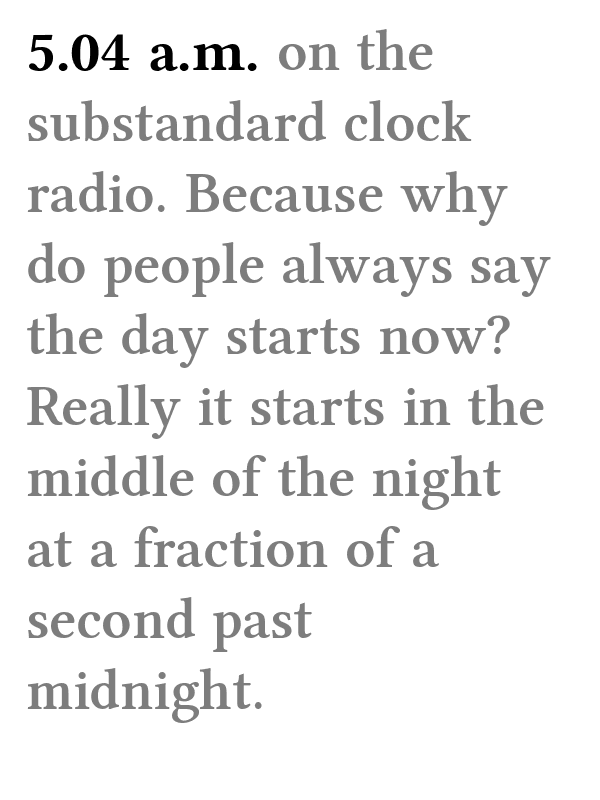 5.04 a.m. on the
substandard clock
radio. Because why
do people always say
the day starts now?
Really it starts in the
middle of the night
at a fraction of a
second past
midnight.